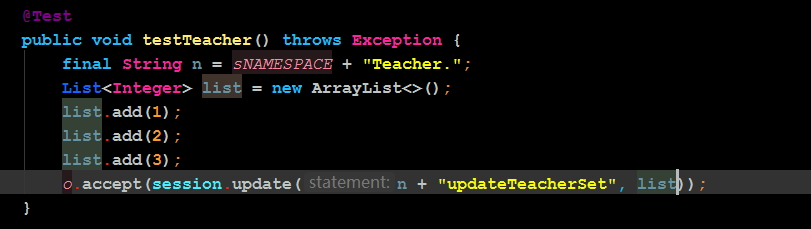 @Test
public void testTeacher() throws Exception {
    final String n = sNAMESPACE + "Teacher.";
    List<Integer> list = new ArrayList<>();
    list.add(1);
    list.add(2);
    list.add(3);
    o.accept(session.update( statement: n + "updateTeacherSet", list));
}